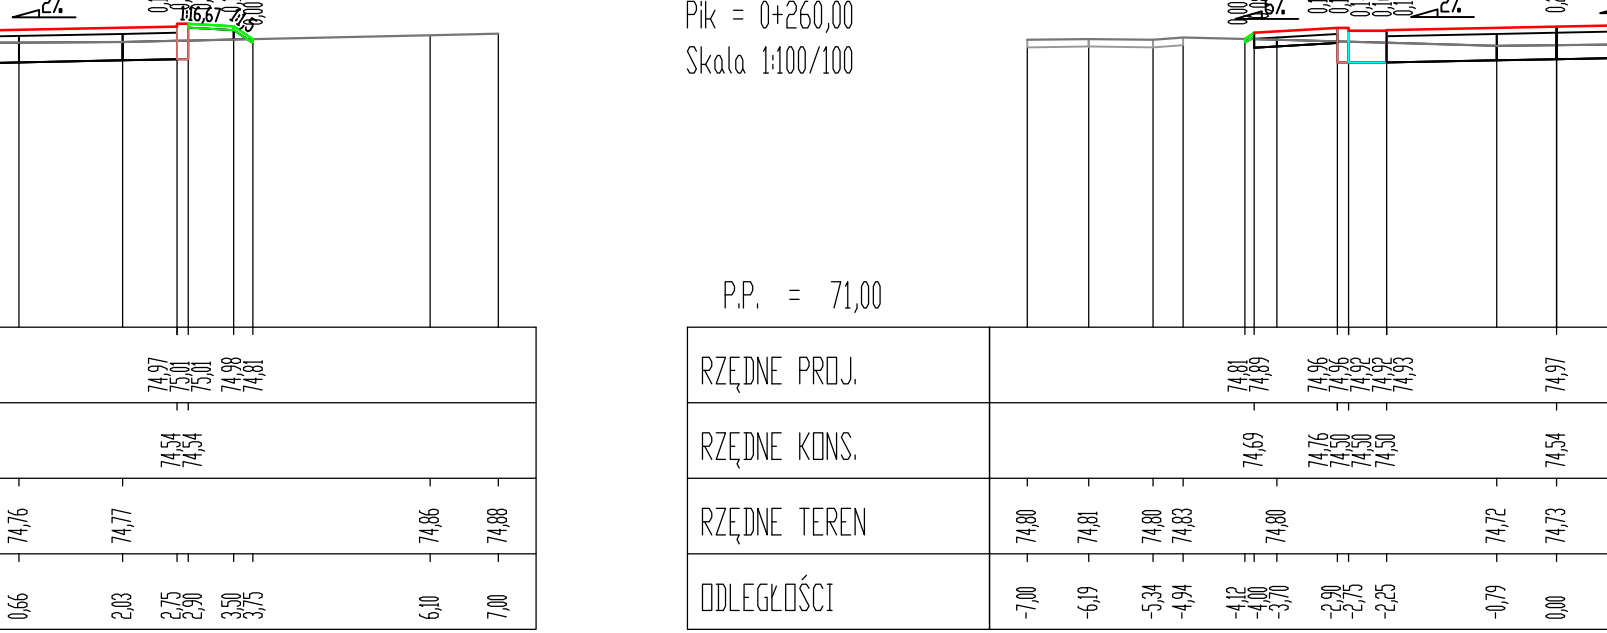 2%
1:16,67
1:1,5
74,97 75,01 75,01 74,98 74,81
74,54 74,54
74,76 74,77 74,86 74,88
0,66 2,03 2,75 2,90 3,50 3,75 6,10 7,00
Pik = 0+260,00
Skala 1:100/100
6%
2%
P.P. = 71,00
RZĘDNE PROJ. 74,81 74,89 74,96 74,96 74,92 74,92 74,93 74,97
RZĘDNE KONS. 74,69 74,76 74,50 74,50 74,50 74,54
RZĘDNE TEREN 74,80 74,81 74,80 74,83 74,80 74,72 74,73
ODLEGŁOŚCI -7,00 -6,19 -5,34 -4,94 -4,12 -4,00 -3,70 -2,90 -2,75 -2,25 -0,79 0,00